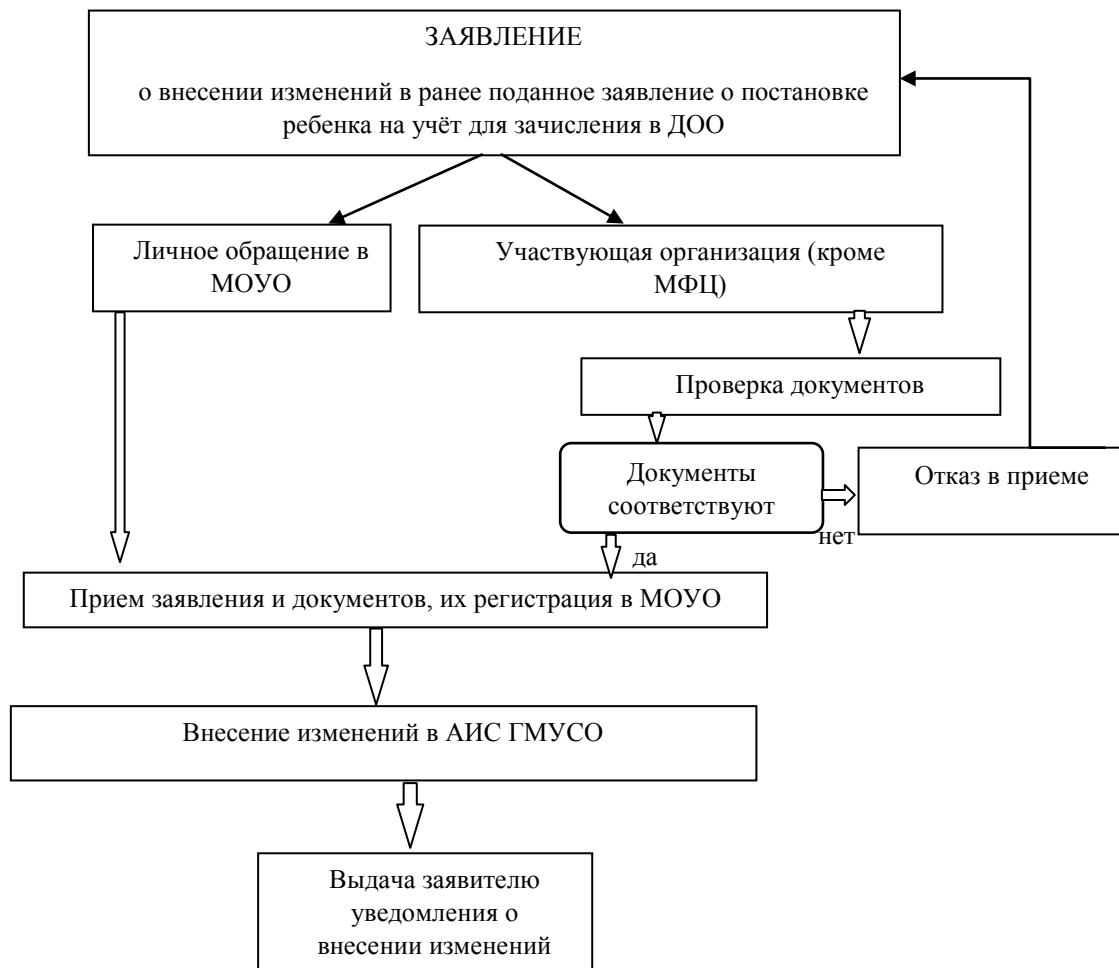 ЗАЯВЛЕНИЕ
о внесении изменений в ранее поданное заявление о постановке
ребенка на учёт для зачисления в ДОО
Личное обращение в
МОУО
Участвующая организация (кроме
МФЦ)
Проверка документов
Документы
соответствуют
нет
Отказ в приеме
да
Прием заявления и документов, их регистрация в МОУО
Внесение изменений в АИС ГМУСО
Выдача заявителю
уведомления о
внесении изменений